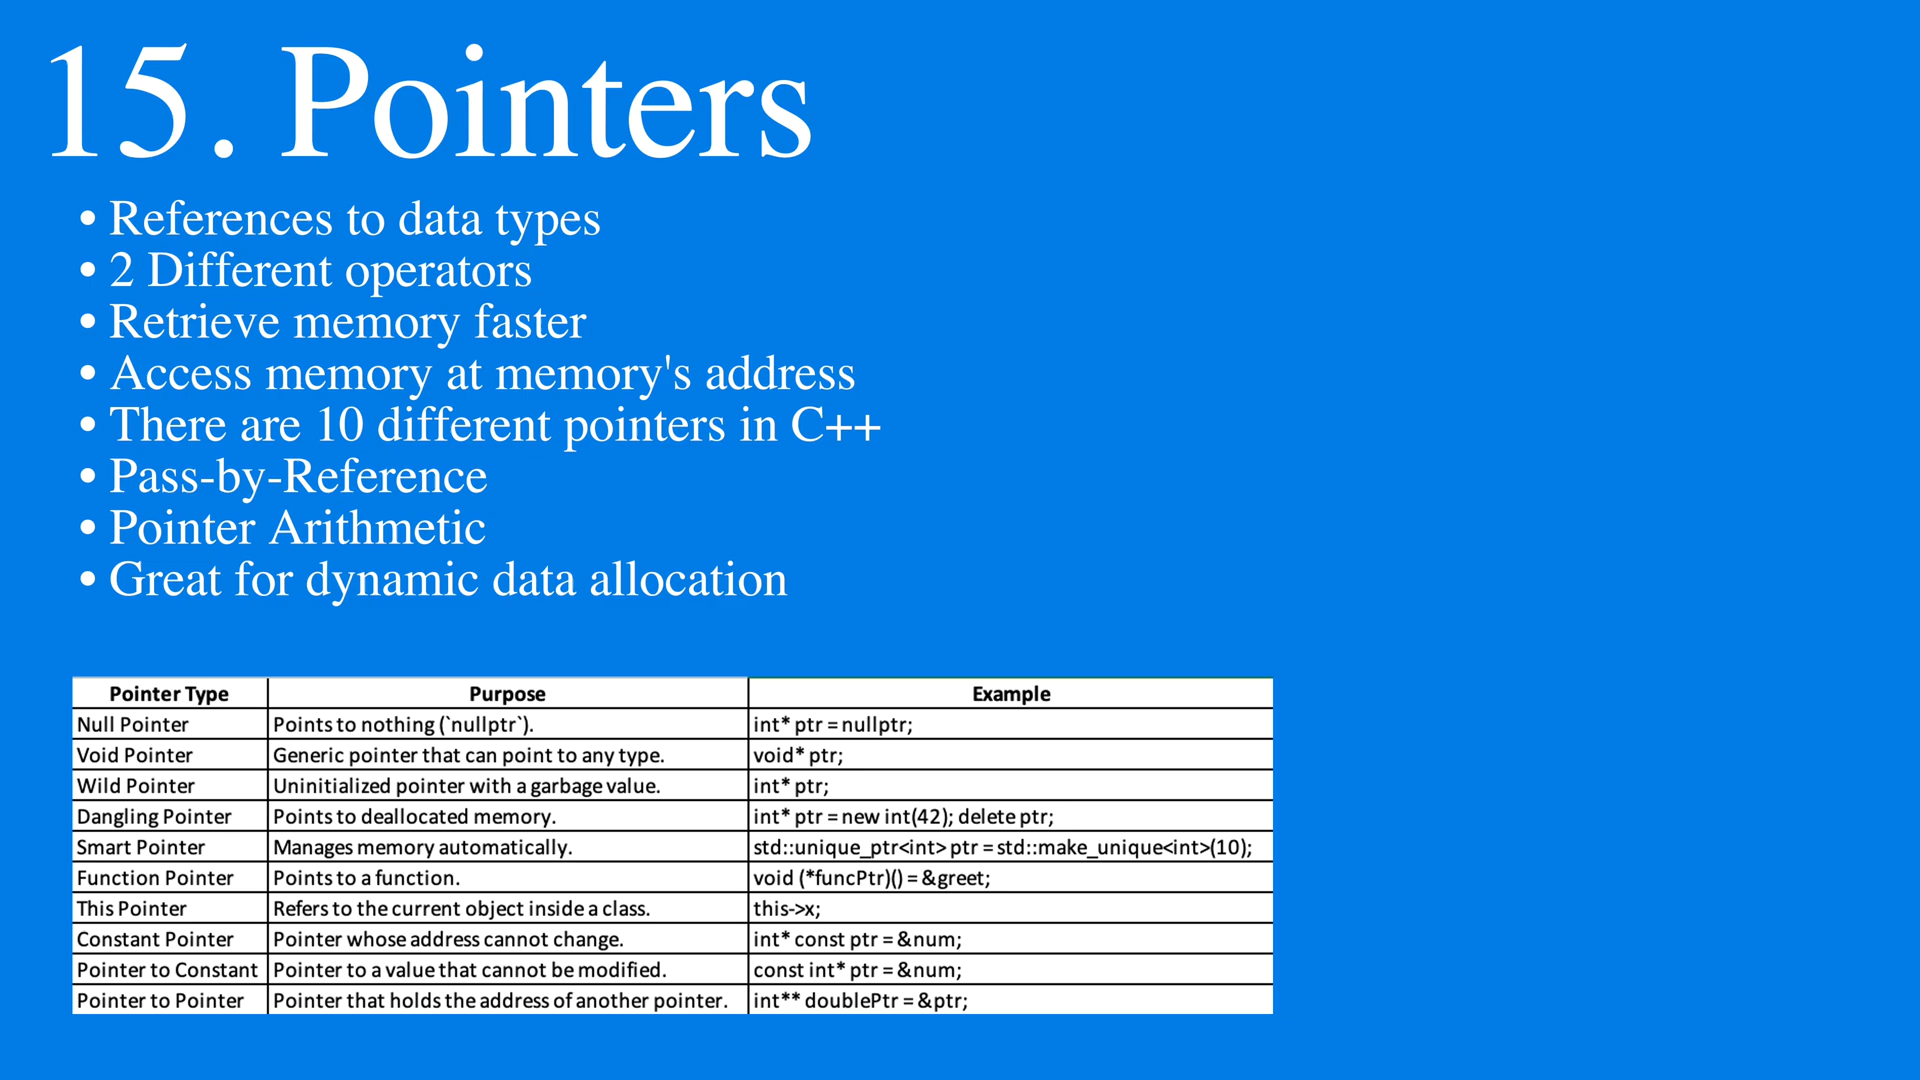 15. Pointers
• References to data types
• 2 Different operators
• Retrieve memory faster
• Access memory at memory's address
• There are 10 different pointers in C++
• Pass-by-Reference
• Pointer Arithmetic
• Great for dynamic data allocation
Pointer Type Purpose Example
Null Pointer Points to nothing (`nullptr`). int* ptr = nullptr;
Void Pointer Generic pointer that can point to any type. void* ptr;
Wild Pointer Uninitialized pointer with a garbage value. int* ptr;
Dangling Pointer Points to deallocated memory. int* ptr = new int(42); delete ptr;
Smart Pointer Manages memory automatically. std::unique_ptr<int> ptr = std::make_unique<int>(10);
Function Pointer Points to a function. void (*funcPtr)() = &greet;
This Pointer Refers to the current object inside a class. this->x;
Constant Pointer Pointer whose address cannot change. int* const ptr = &num;
Pointer to Constant Pointer to a value that cannot be modified. const int* ptr = &num;
Pointer to Pointer Pointer that holds the address of another pointer. int** doublePtr = &ptr;